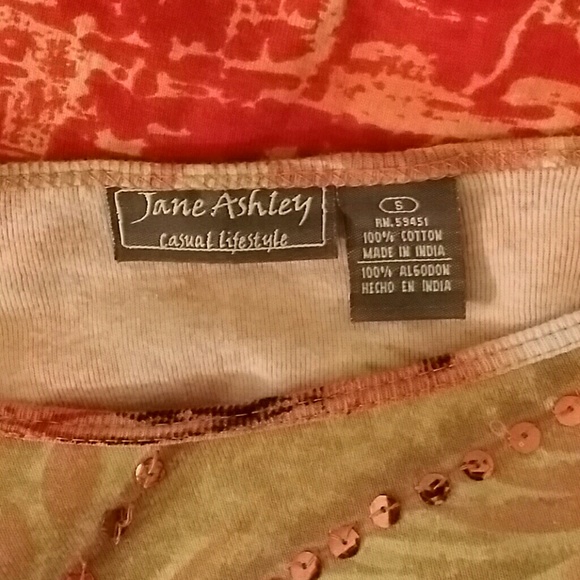 Jane Ashley
casual lifestyle
S
RN.59451
100% COTTON
MADE IN INDIA
100% ALGODON
HECHO EN INDIA